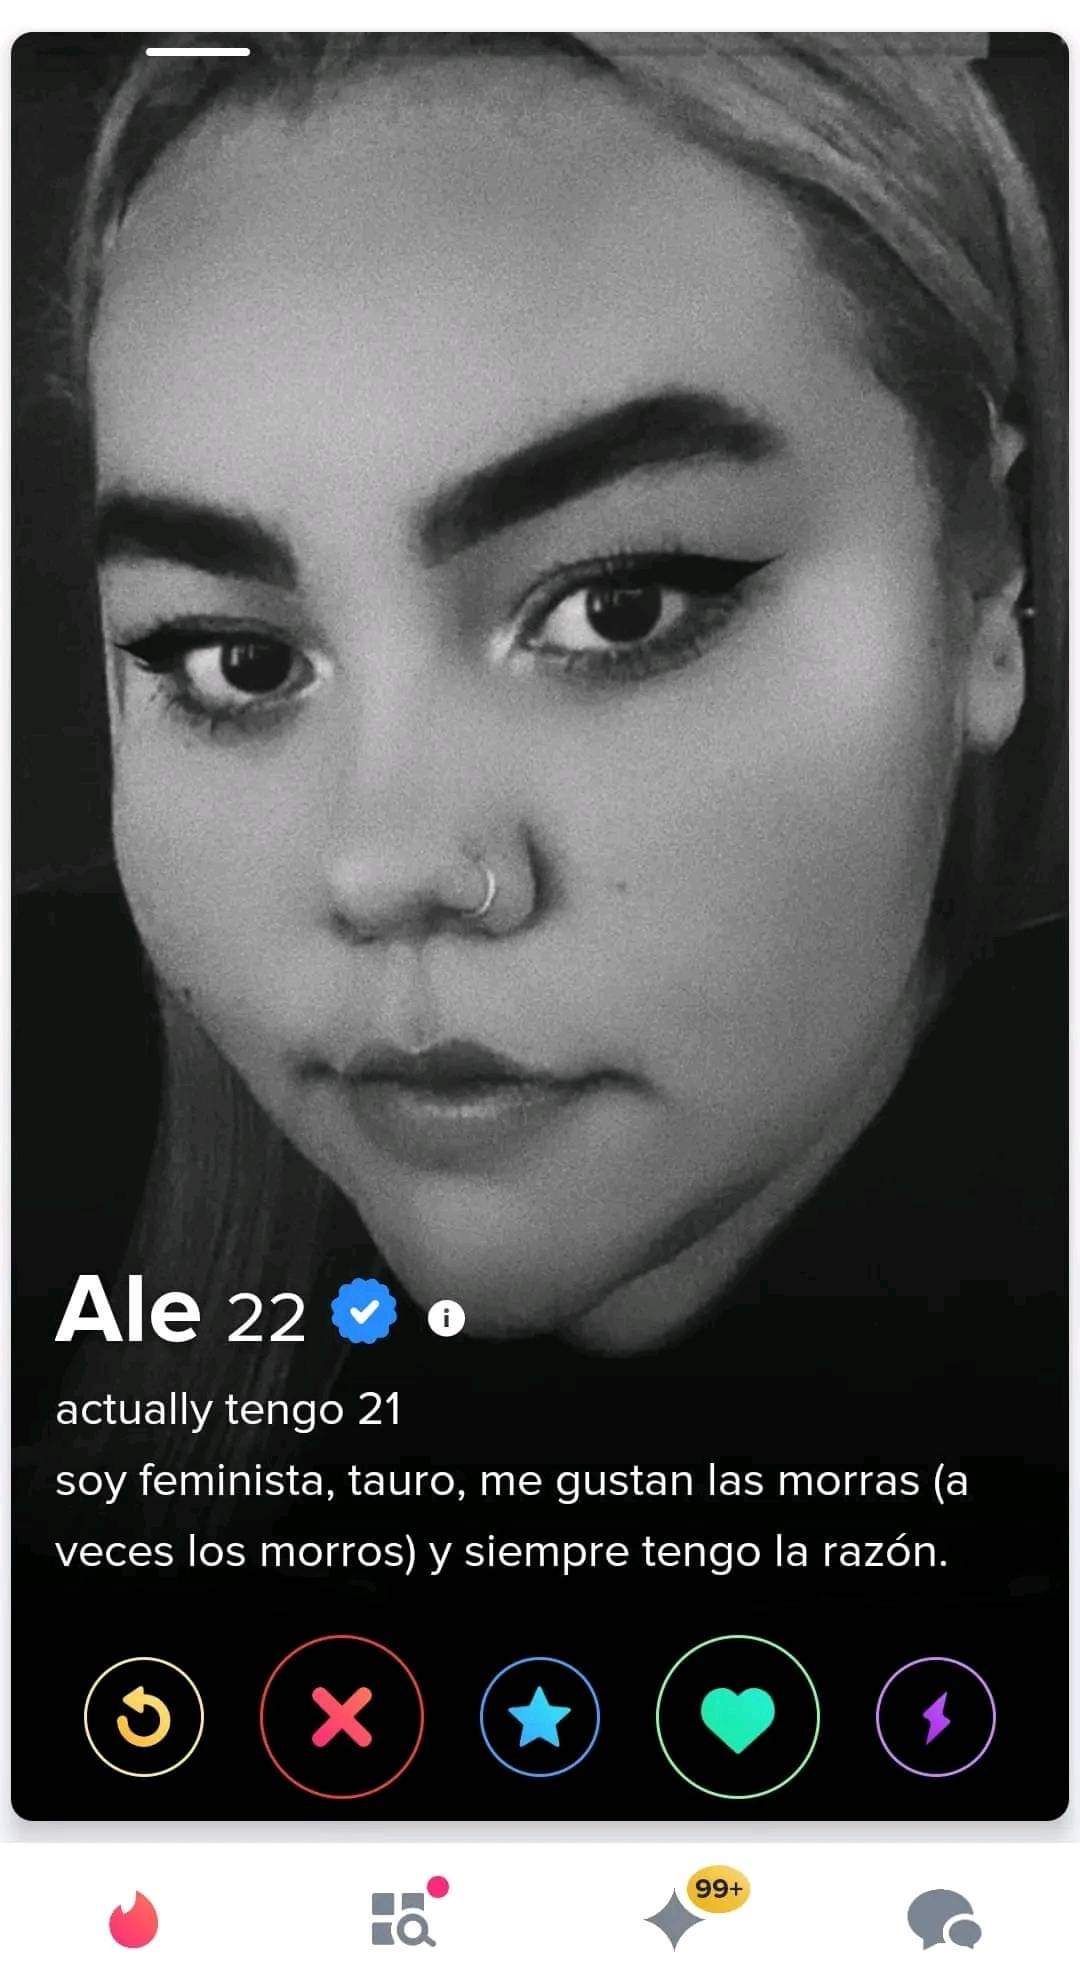 Ale 22
actually tengo 21
soy feminista, tauro, me gustan las morras (a
veces los morros) y siempre tengo la razón.
99+